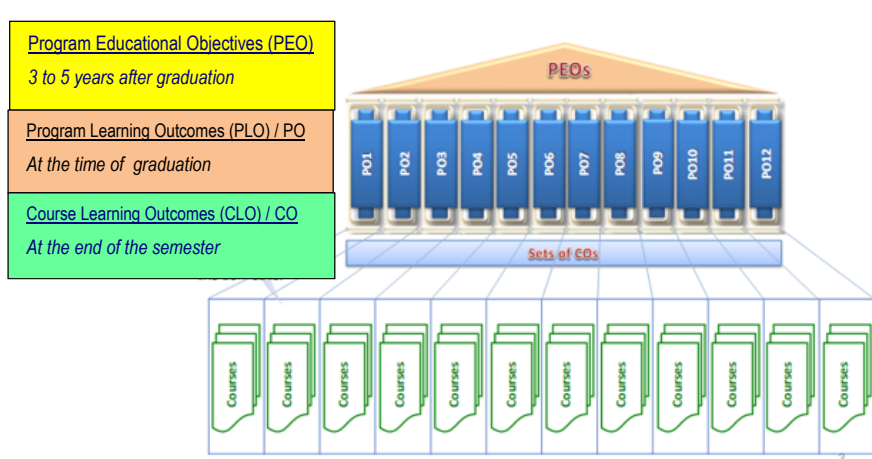 Program Educational Objectives (PEO)
3 to 5 years after graduation
Program Learning Outcomes (PLO) / PO
At the time of graduation
Course Learning Outcomes (CLO) / CO
At the end of the semester
PEOs
PO1
PO2
PO3
PO4
PO5
PO6
PO7
PO8
PO9
PO10
PO11
PO12
Sets of COs
Courses
Courses
Courses
Courses
Courses
Courses
Courses
Courses
Courses
Courses
Courses
Courses